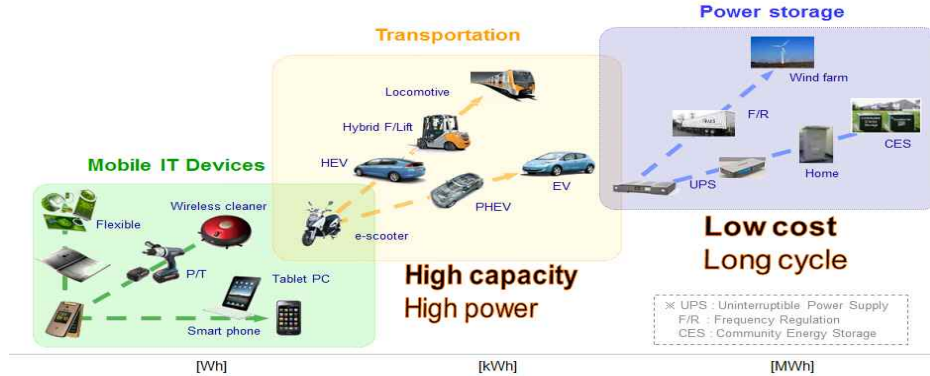 Power storage
Transportation
Wind farm
Locomotive
F/R
Hybrid F/Lift
CES
HEV
EV
UPS
Home
Mobile IT Devices
PHEV
Wireless cleaner
Flexible
e-scooter
Low cost
Long cycle
P/T
Tablet PC
High capacity
High power
Smart phone
※ UPS : Uninterruptible Power Supply
F/R : Frequency Regulation
CES : Community Energy Storage
[Wh]
[kWh]
[MWh]